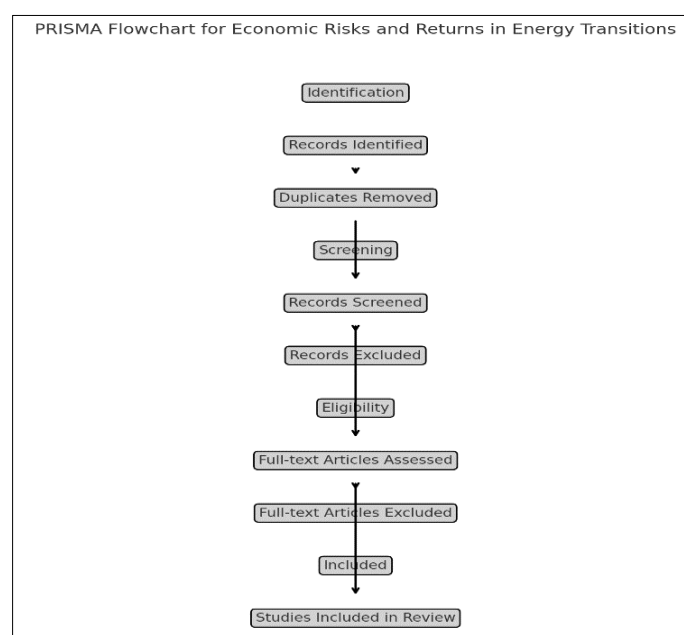 PRISMA Flowchart for Economic Risks and Returns in Energy Transitions
Identification
Records Identified
Duplicates Removed
Screening
Records Screened
Records Excluded
Eligibility
Full-text Articles Assessed
Full-text Articles Excluded
Included
Studies Included in Review